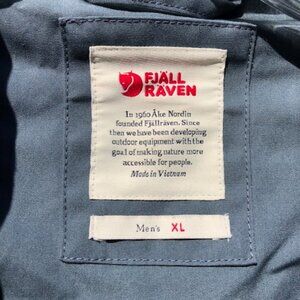 FJÄLL
RÄVEN
In 1960 Åke Nordin
founded Fjällräven. Since
then we have been developing
outdoor equipment with the
goal of making nature more
accessible for people.
Made in Vietnam
Men's XL